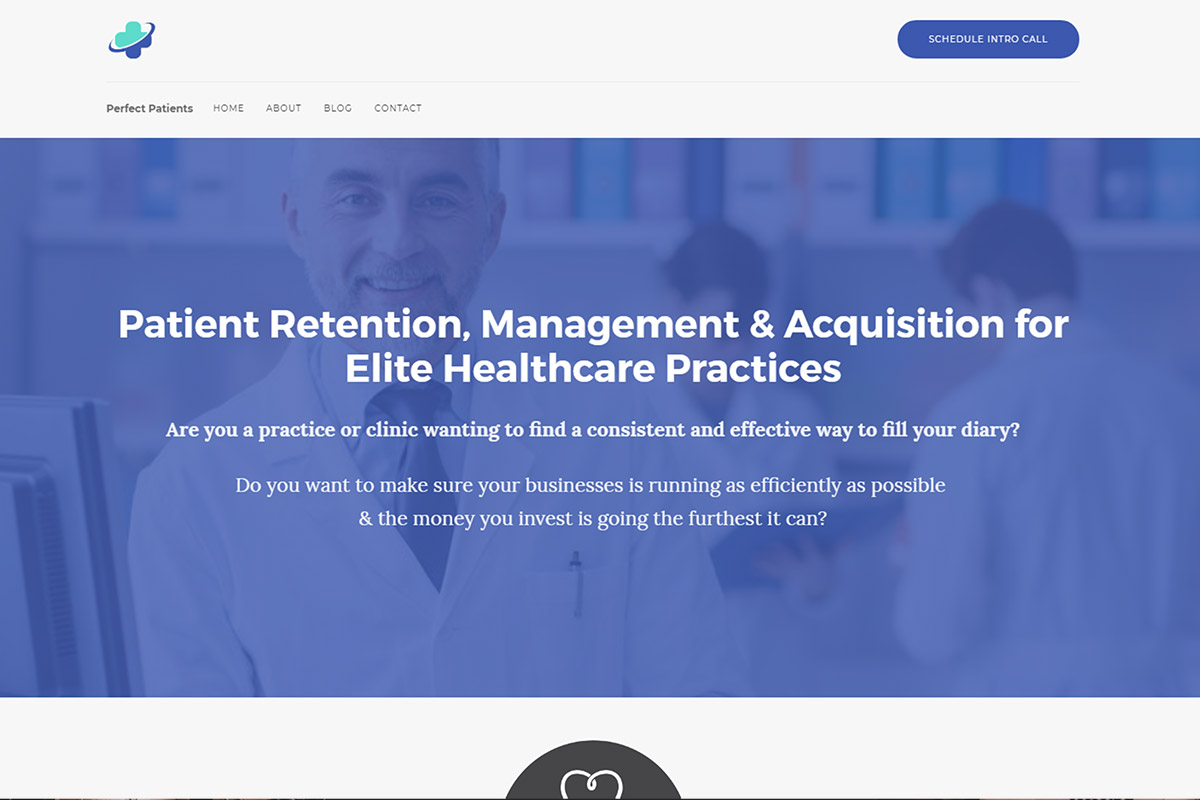 SCHEDULE INTRO CALL
Perfect Patients HOME ABOUT BLOG CONTACT
Patient Retention, Management & Acquisition for
Elite Healthcare Practices
Are you a practice or clinic wanting to find a consistent and effective way to fill your diary?
Do you want to make sure your businesses is running as efficiently as possible
& the money you invest is going the furthest it can?